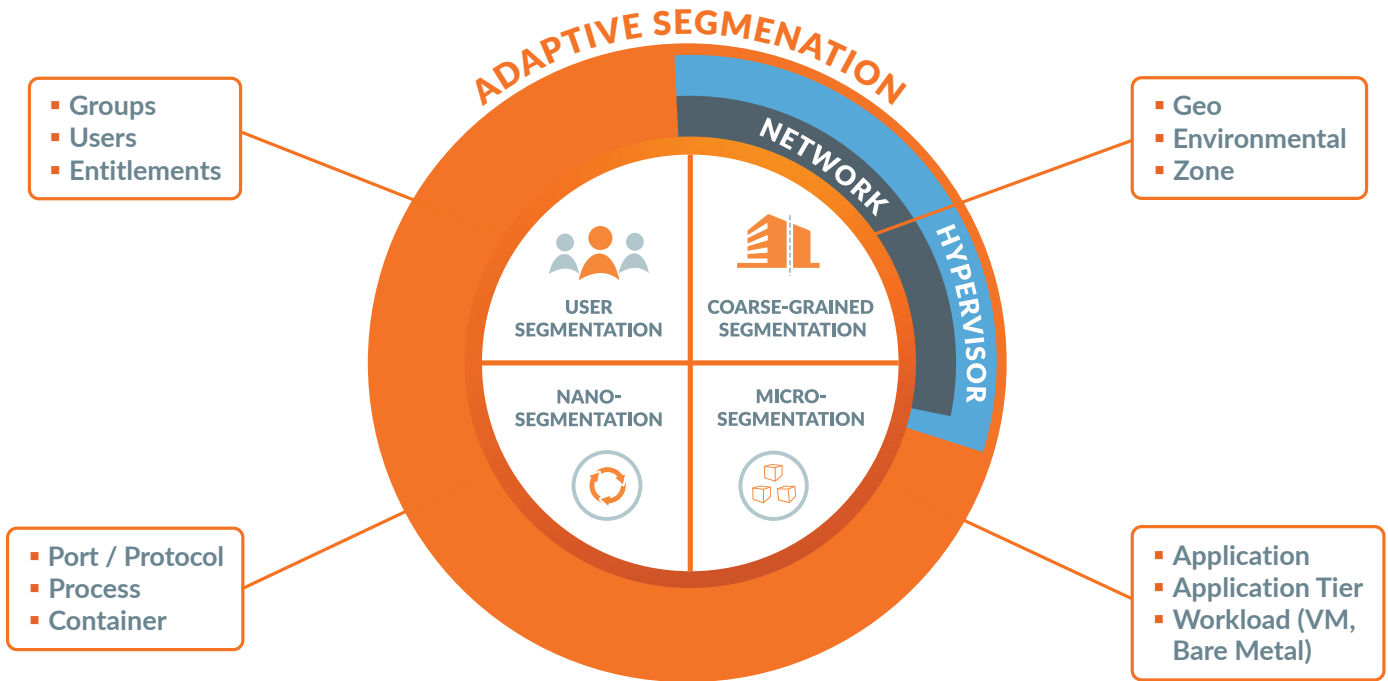 ADAPTIVE SEGMENATION
▪ Groups
▪ Users
▪ Entitlements
▪ Geo
▪ Environmental
▪ Zone
NETWORK
HYPERVISOR
USER
SEGMENTATION
COARSE-GRAINED
SEGMENTATION
NANO-
SEGMENTATION
MICRO-
SEGMENTATION
▪ Port / Protocol
▪ Process
▪ Container
▪ Application
▪ Application Tier
▪ Workload (VM,
Bare Metal)